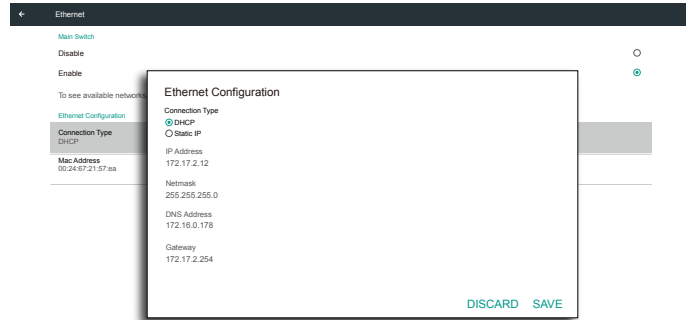 Ethernet
Main Switch
Disable
Enable
To see available networks
Ethernet Configuration
Connection Type
DHCP
Mac Address
00:24:67:21:57:ea
Ethernet Configuration
Connection Type
DHCP
Static IP
IP Address
172.17.2.12
Netmask
255.255.255.0
DNS Address
172.16.0.178
Gateway
172.17.2.254
DISCARD SAVE